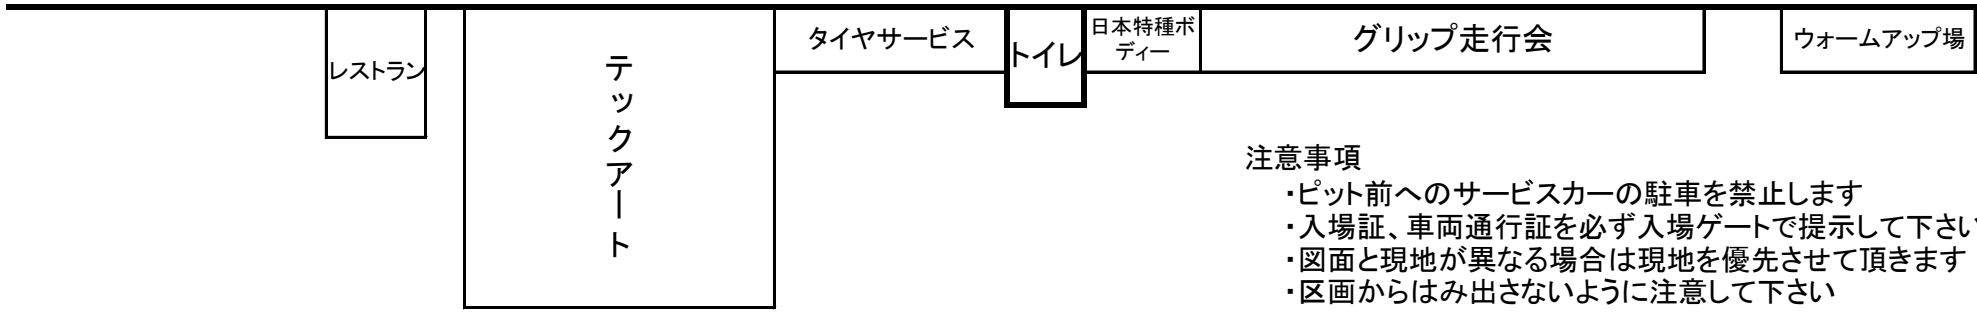 レストラン
テックアート
タイヤサービス
トイレ
日本特種ボ
ディー
グリップ走行会
ウォームアップ場
注意事項
・ピット前へのサービスカーの駐車を禁止します
・入場証、車両通行証を必ず入場ゲートで提示して下さい
・図面と現地が異なる場合は現地を優先させて頂きます
・区画からはみ出さないように注意して下さい